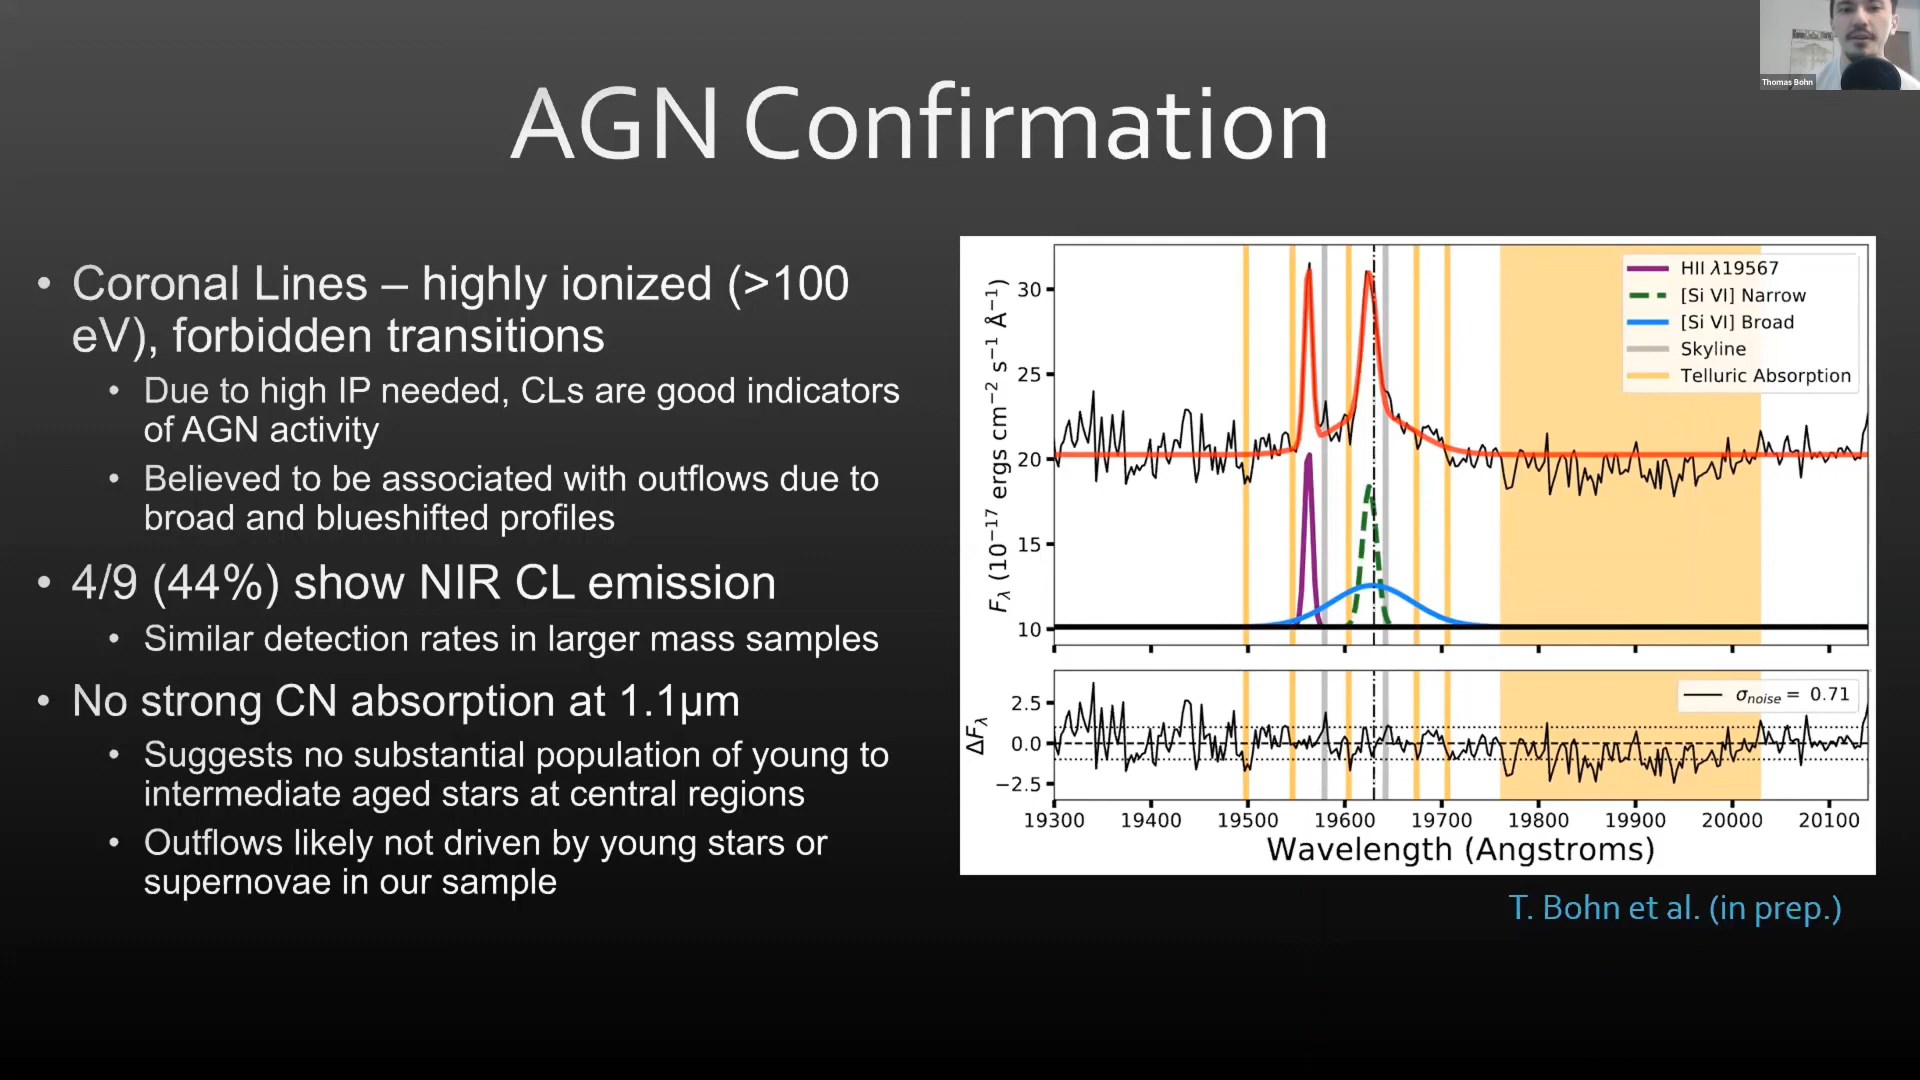 Thomas Bohn
AGN Confirmation
• Coronal Lines – highly ionized (>100
eV), forbidden transitions
• Due to high IP needed, CLs are good indicators
of AGN activity
• Believed to be associated with outflows due to
broad and blueshifted profiles
• 4/9 (44%) show NIR CL emission
• Similar detection rates in larger mass samples
• No strong CN absorption at 1.1µm
• Suggests no substantial population of young to
intermediate aged stars at central regions
• Outflows likely not driven by young stars or
supernovae in our sample
Fλ (10⁻¹⁷ ergs cm⁻² s⁻¹ Å⁻¹)
30
25
20
15
10
HII λ19567
[Si VI] Narrow
[Si VI] Broad
Skyline
Telluric Absorption
ΔFλ
2.5
0.0
−2.5
σnoise = 0.71
19300 19400 19500 19600 19700 19800 19900 20000 20100
Wavelength (Angstroms)
T. Bohn et al. (in prep.)